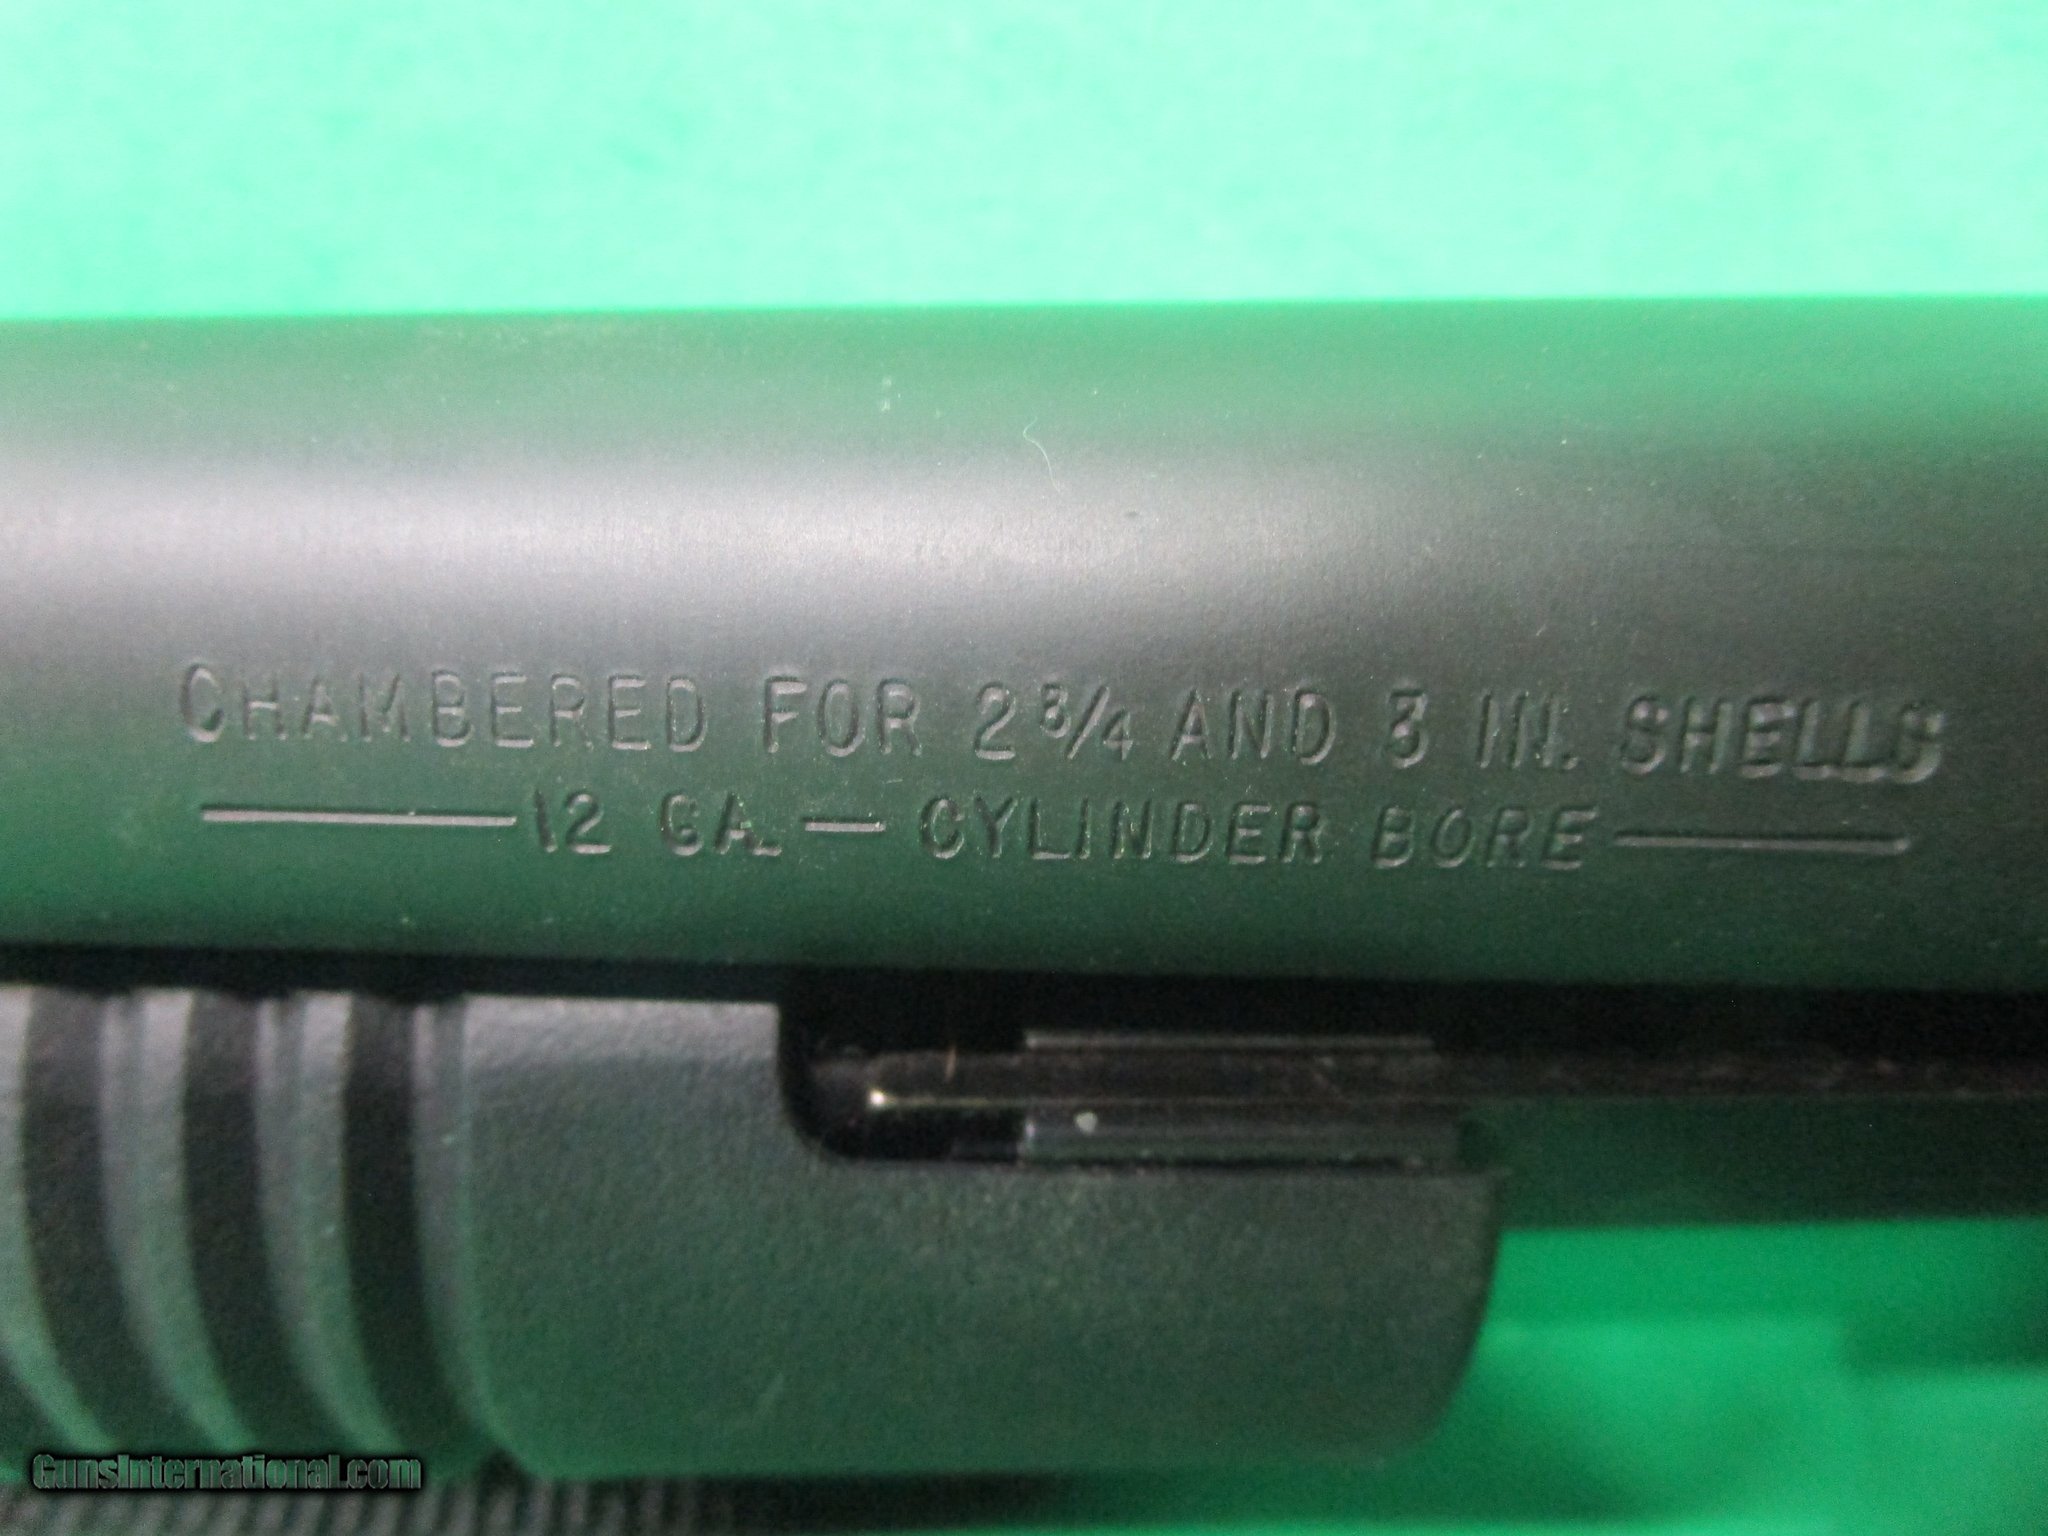 CHAMBERED FOR 2 3/4 AND 3 IN. SHELLS
12 GA. — CYLINDER BORE
GunsInternational.com